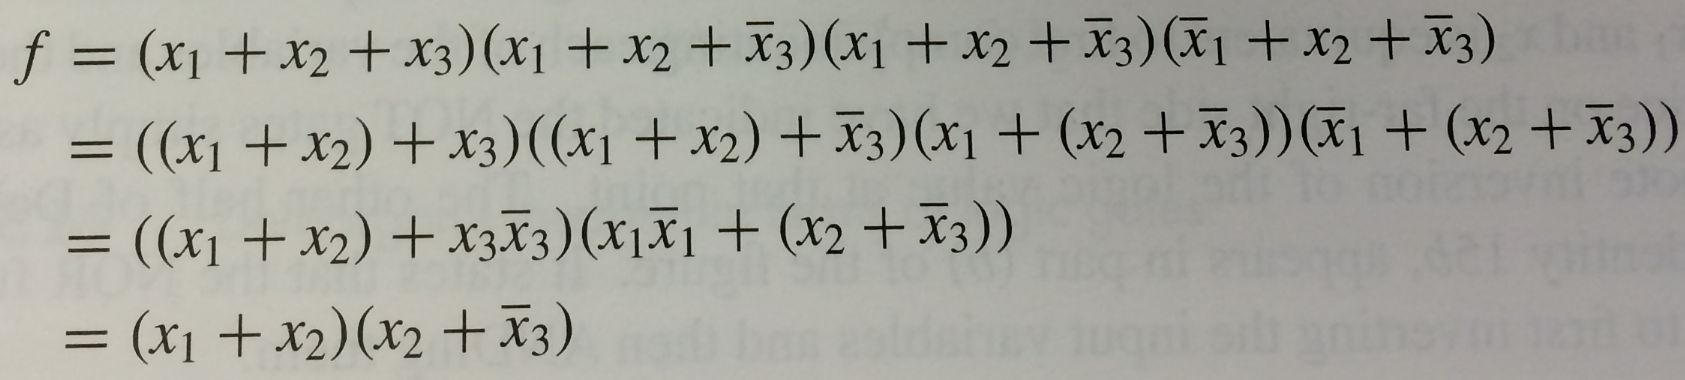 f = (x₁ + x₂ + x₃)(x₁ + x₂ + x̅₃)(x₁ + x₂ + x̅₃)(x̅₁ + x₂ + x̅₃)
= ((x₁ + x₂) + x₃)((x₁ + x₂) + x̅₃)(x₁ + (x₂ + x̅₃))(x̅₁ + (x₂ + x̅₃))
= ((x₁ + x₂) + x₃x̅₃)(x₁x̅₁ + (x₂ + x̅₃))
= (x₁ + x₂)(x₂ + x̅₃)